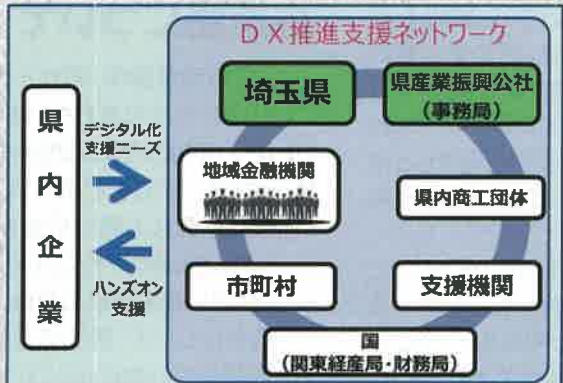 DX推進支援ネットワーク
埼玉県
県産業振興公社
(事務局)
県内企業
デジタル化
支援ニーズ
地域金融機関
県内商工団体
ハンズオン
支援
市町村
支援機関
国
(関東経産局・財務局)